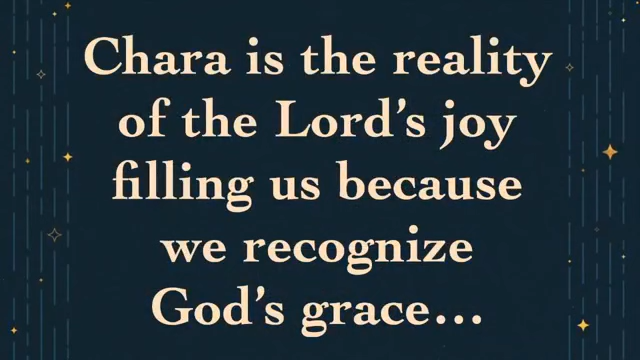 Chara is the reality
of the Lord’s joy
filling us because
we recognize
God’s grace...